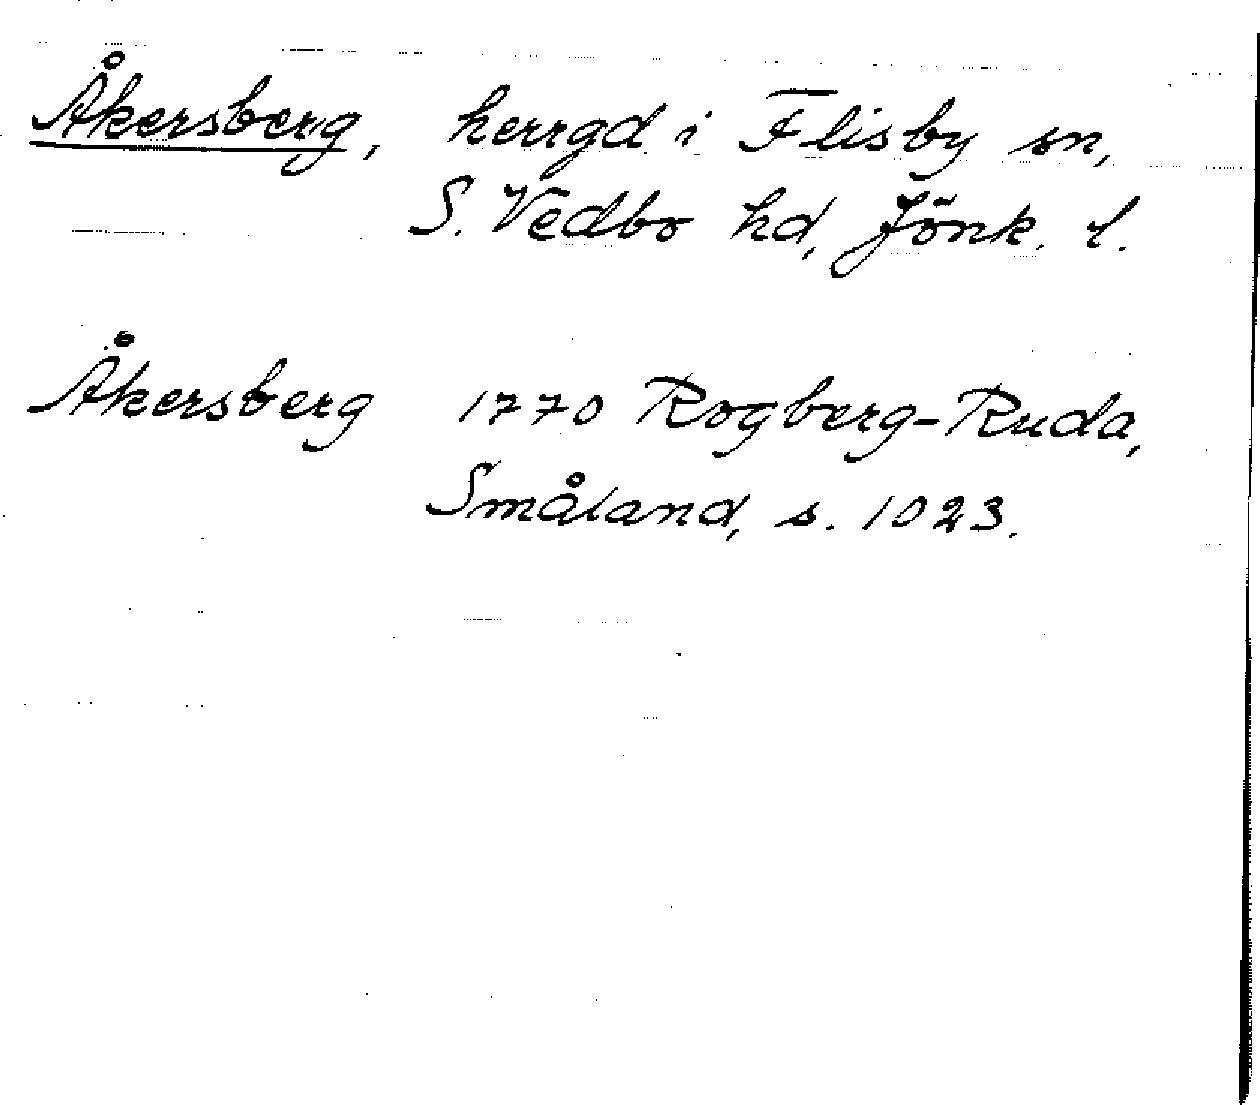 Åkersberg, herrgd i Flisby sn,
S. Vedbo hd, Jönk. l.
Åkersberg 1770 Rogberg-Ruda,
Småland, s. 1023.